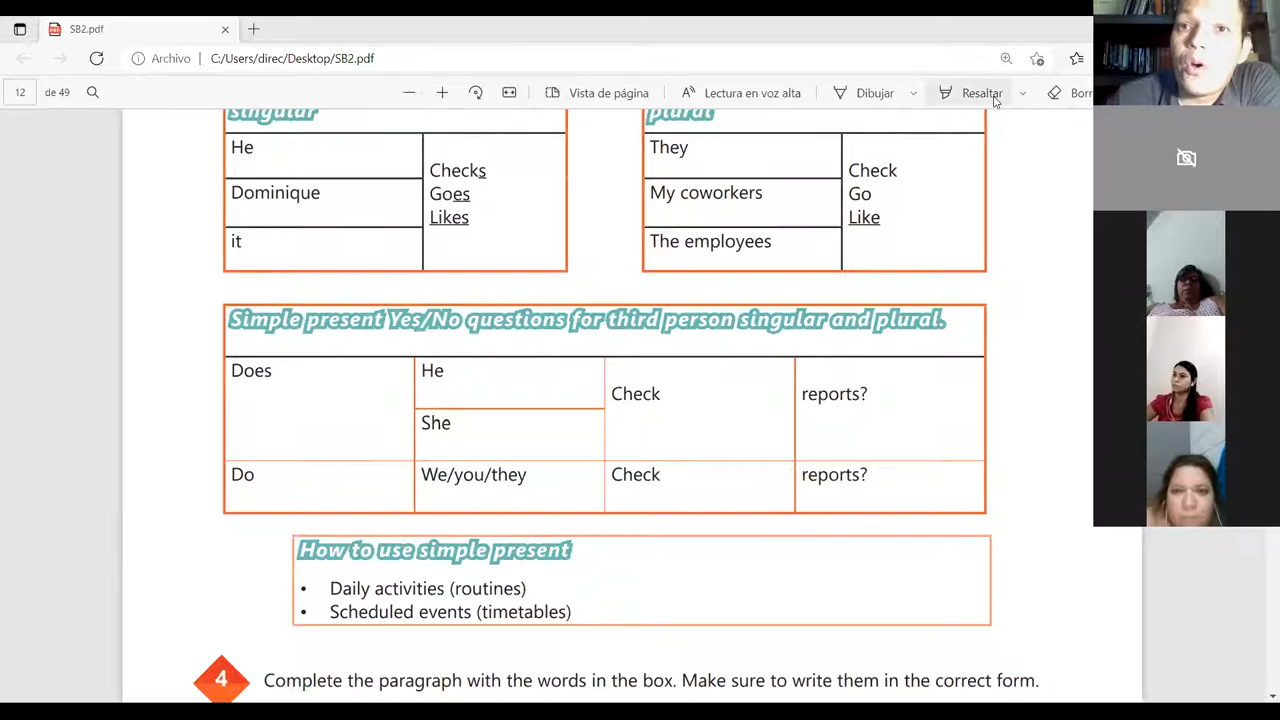 SB2.pdf
Archivo C:/Users/direc/Desktop/SB2.pdf
12 de 49 Vista de página Lectura en voz alta Dibujar Resaltar Borr
singular plural
He They
Checks Check
Dominique My coworkers
Goes Go
Likes Like
it The employees
Simple present Yes/No questions for third person singular and plural.
Does He
Check reports?
She
Do We/you/they Check reports?
How to use simple present
• Daily activities (routines)
• Scheduled events (timetables)
4 Complete the paragraph with the words in the box. Make sure to write them in the correct form.